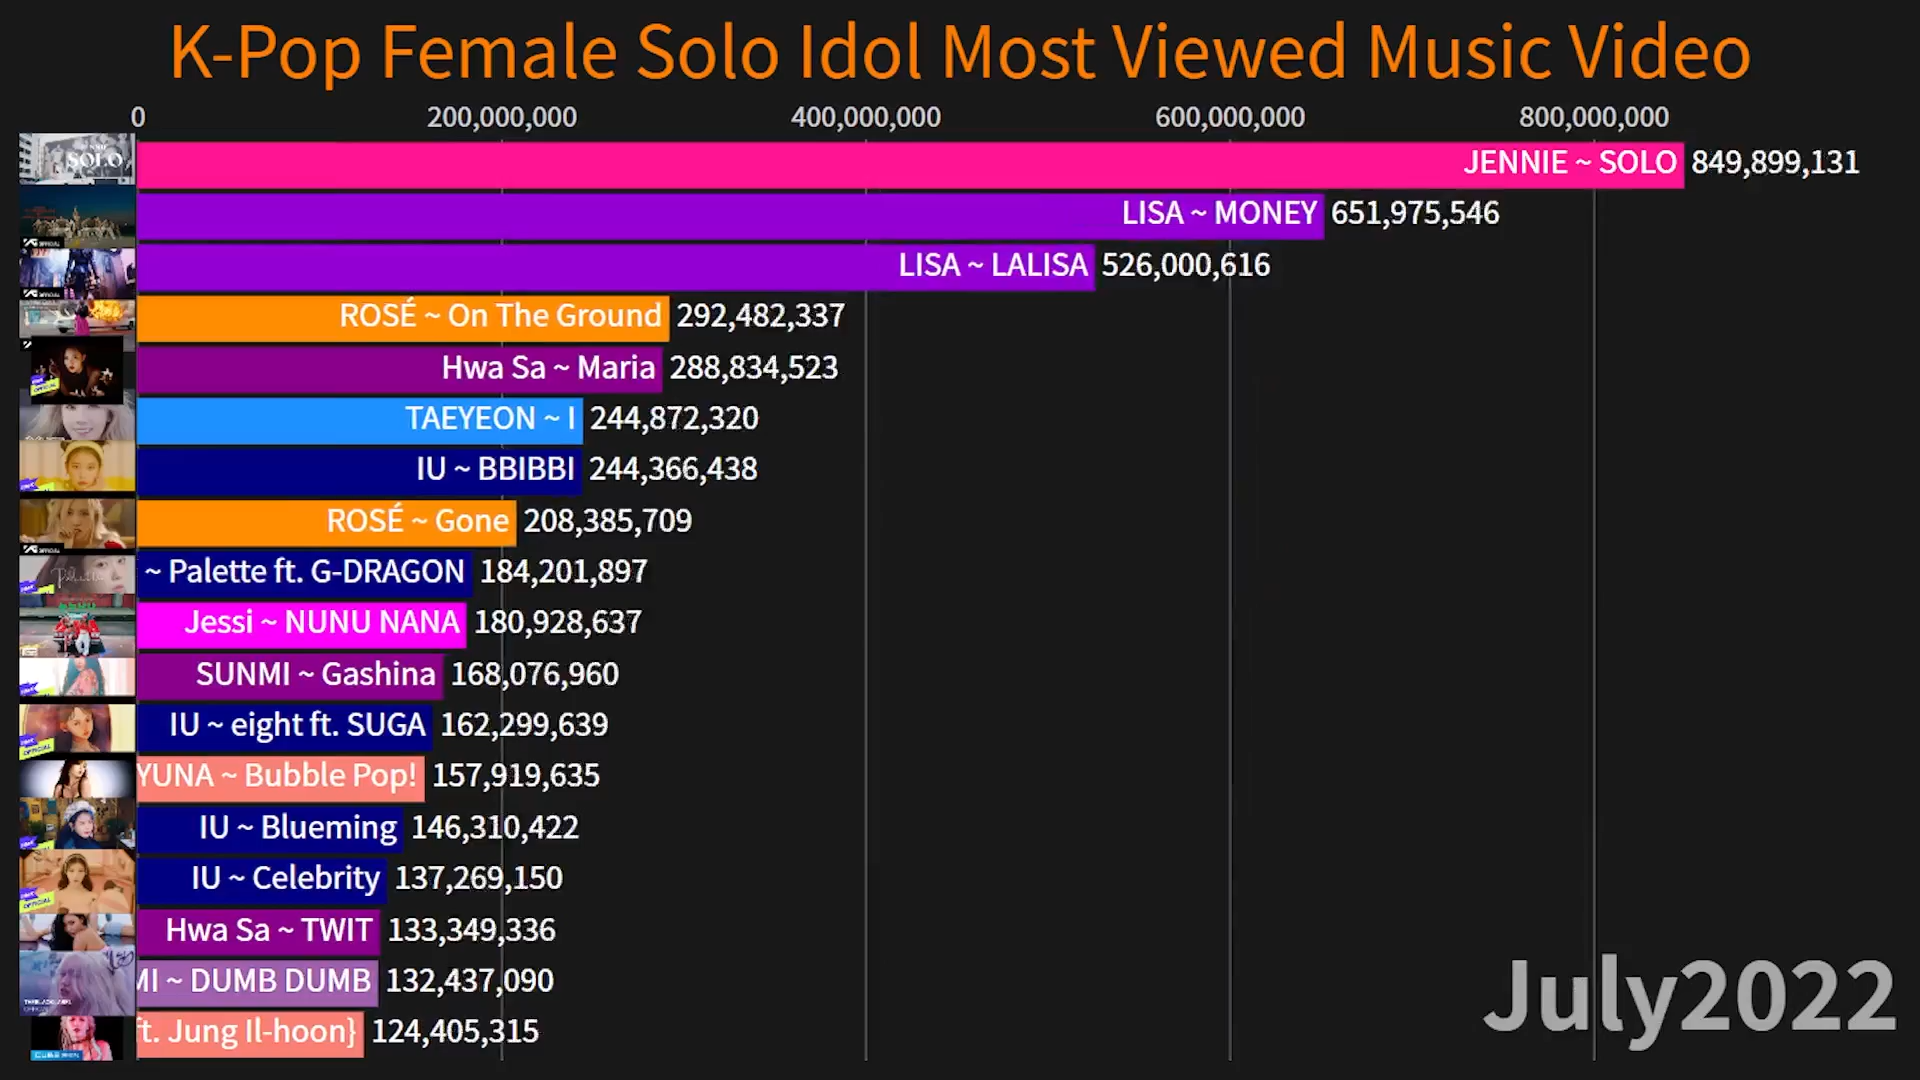 K-Pop Female Solo Idol Most Viewed Music Video
0 200,000,000 400,000,000 600,000,000 800,000,000
SOLO
JENNIE ~ SOLO 849,899,131
LISA ~ MONEY 651,975,546
LISA ~ LALISA 526,000,616
ROSÉ ~ On The Ground 292,482,337
Hwa Sa ~ Maria 288,834,523
TAEYEON ~ I 244,872,320
IU ~ BBIBBI 244,366,438
ROSÉ ~ Gone 208,385,709
~ Palette ft. G-DRAGON 184,201,897
Jessi ~ NUNU NANA 180,928,637
SUNMI ~ Gashina 168,076,960
IU ~ eight ft. SUGA 162,299,639
YUNA ~ Bubble Pop! 157,919,635
IU ~ Blueming 146,310,422
IU ~ Celebrity 137,269,150
Hwa Sa ~ TWIT 133,349,336
MI ~ DUMB DUMB 132,437,090
ft. Jung Il-hoon} 124,405,315
July2022